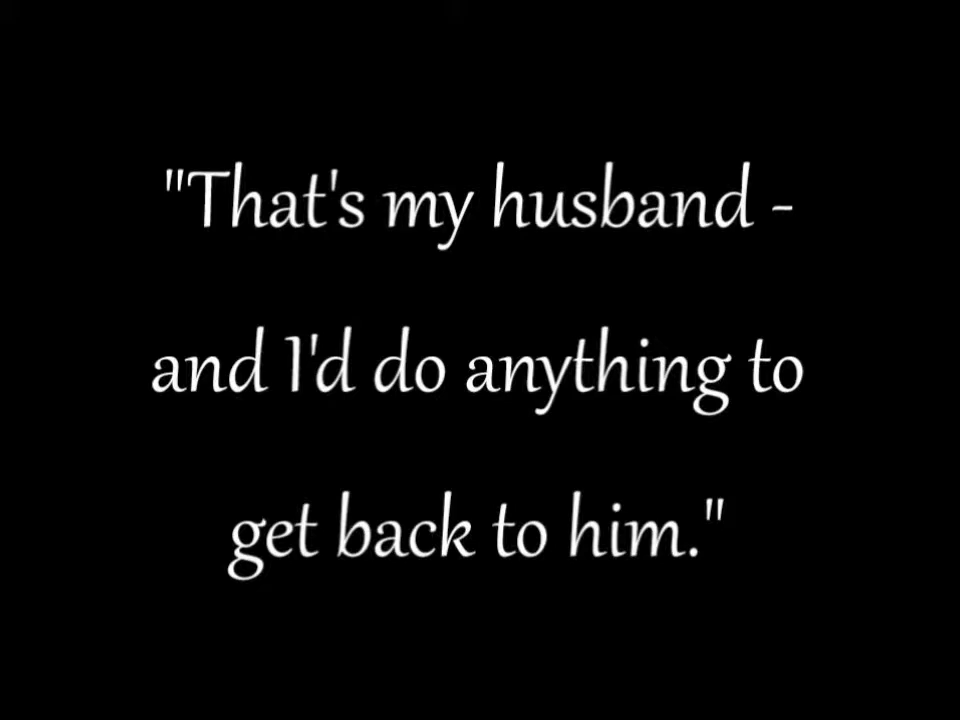 "That's my husband -
and I'd do anything to
get back to him."